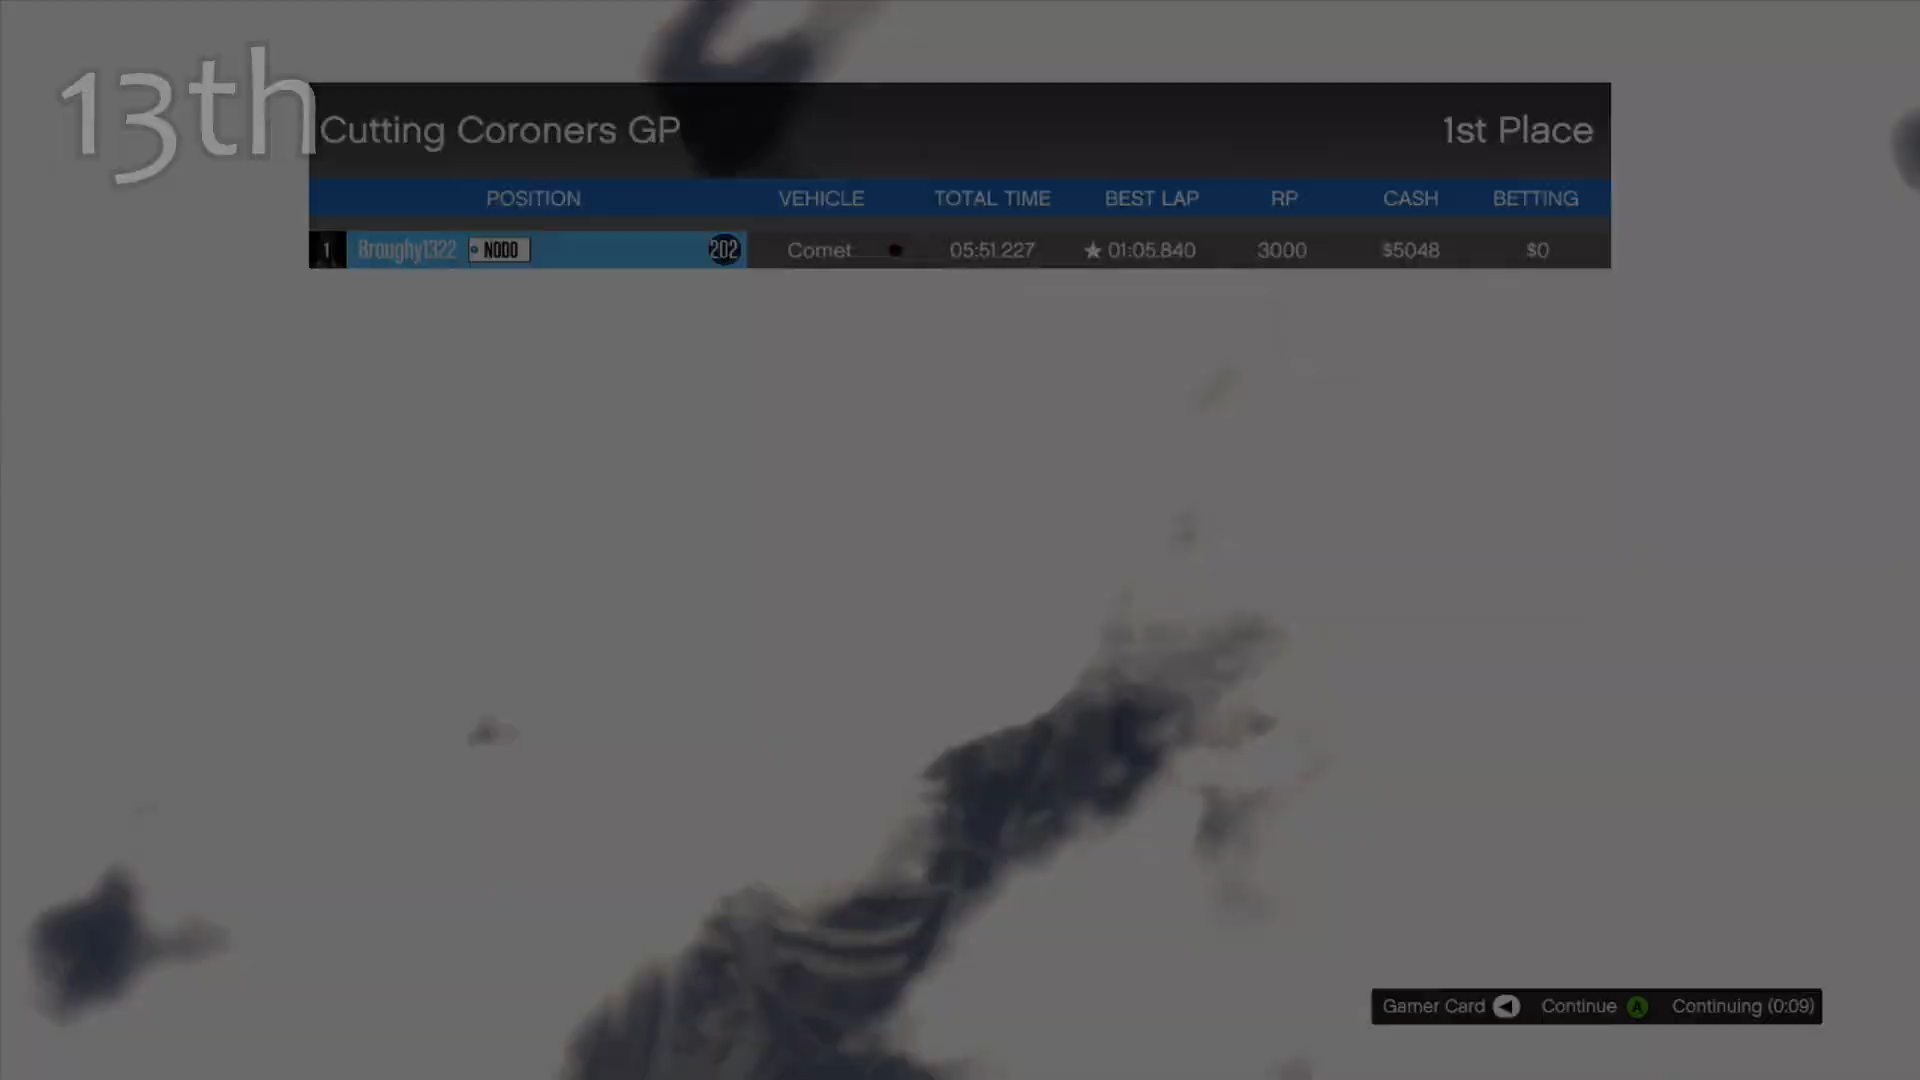 13th
Cutting Coroners GP 1st Place
POSITION VEHICLE TOTAL TIME BEST LAP RP CASH BETTING
1 Broughy1322 NODO 202 Comet 05:51.227 ★ 01:05.840 3000 $5048 $0
Gamer Card Continue A Continuing (0:09)